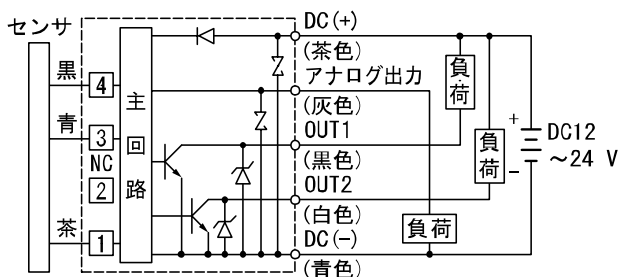 センサ
DC(+)
(茶色)
アナログ出力
(灰色)
OUT1
(黒色)
OUT2
(白色)
DC(-)
(青色)
黒
4
青
3
NC
2
茶
1
主回路
負荷
負荷
負荷
+
-
DC12
～24 V